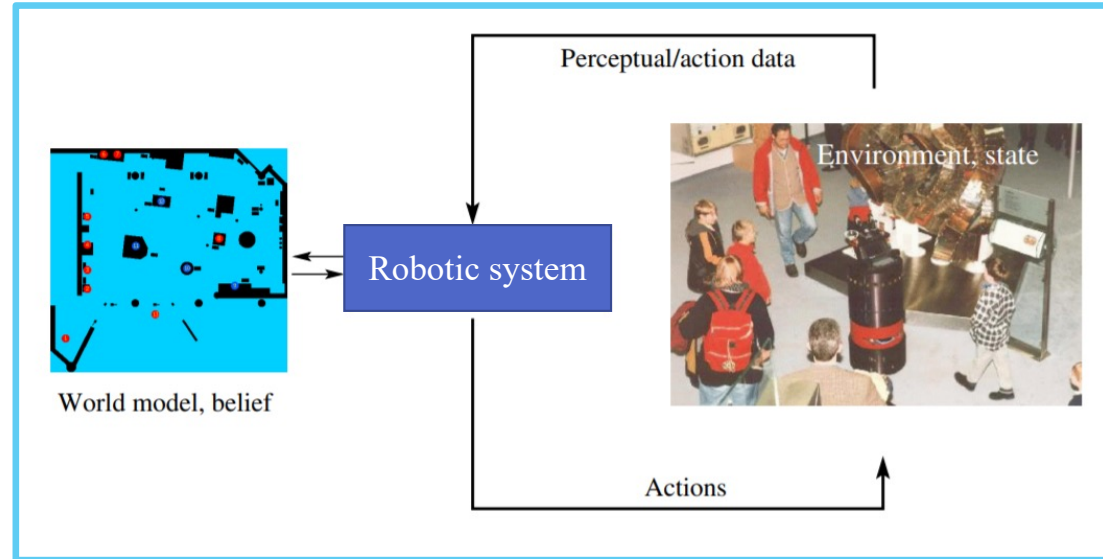 Perceptual/action data
Environment, state
Robotic system
World model, belief
Actions